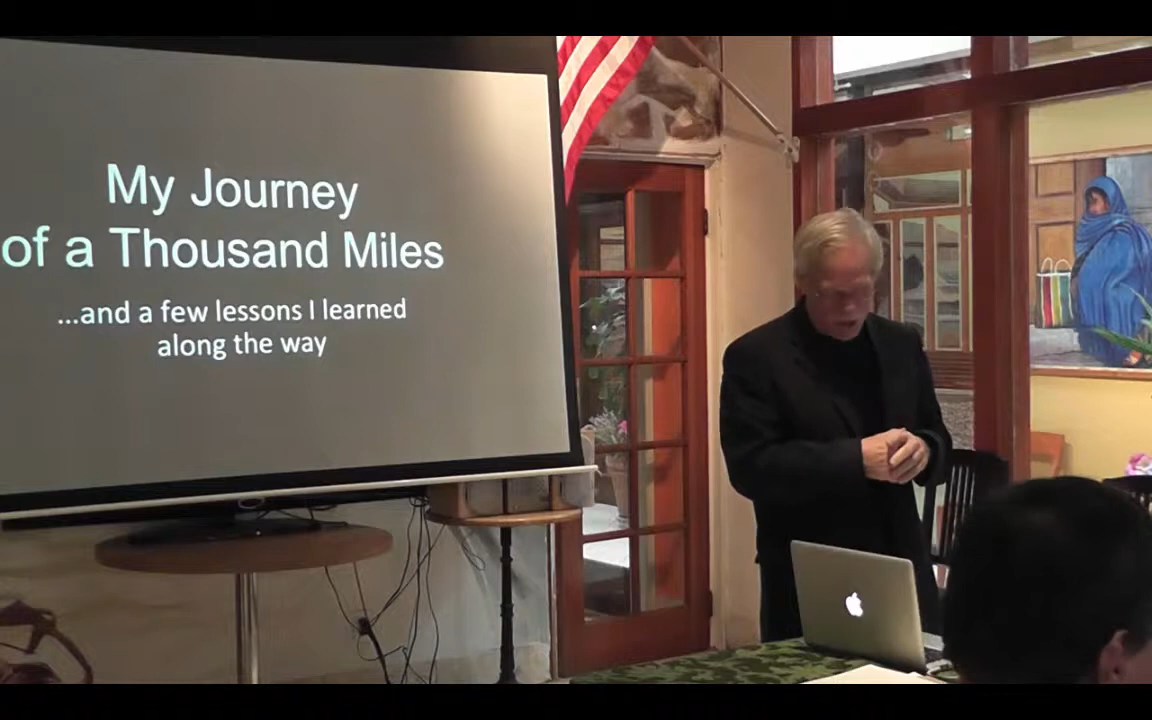 My Journey
of a Thousand Miles
...and a few lessons I learned
along the way